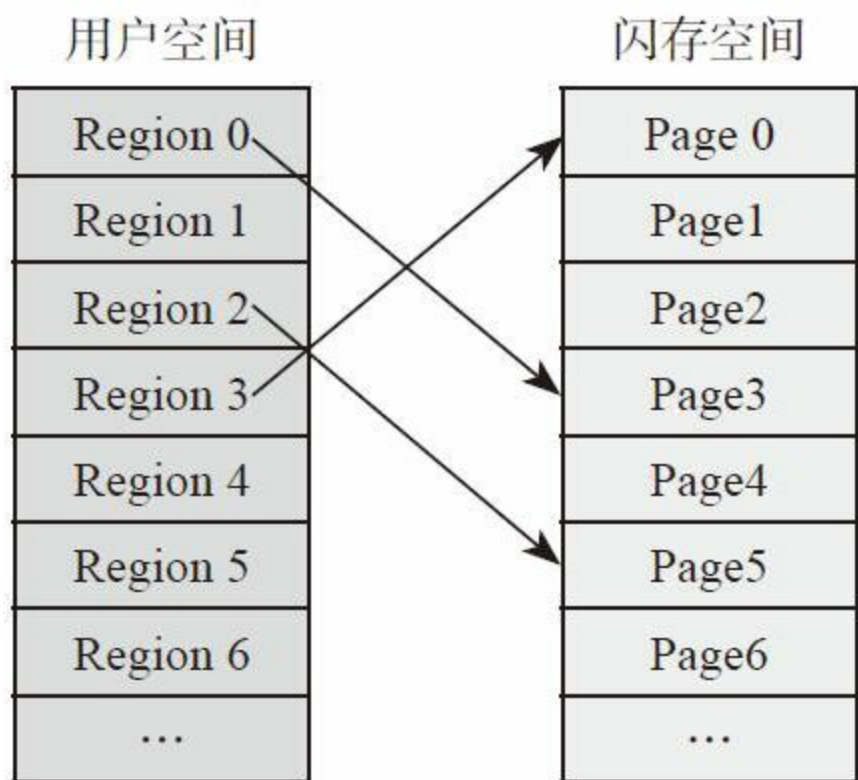 用户空间
Region 0
Region 1
Region 2
Region 3
Region 4
Region 5
Region 6
…
闪存空间
Page 0
Page1
Page2
Page3
Page4
Page5
Page6
…